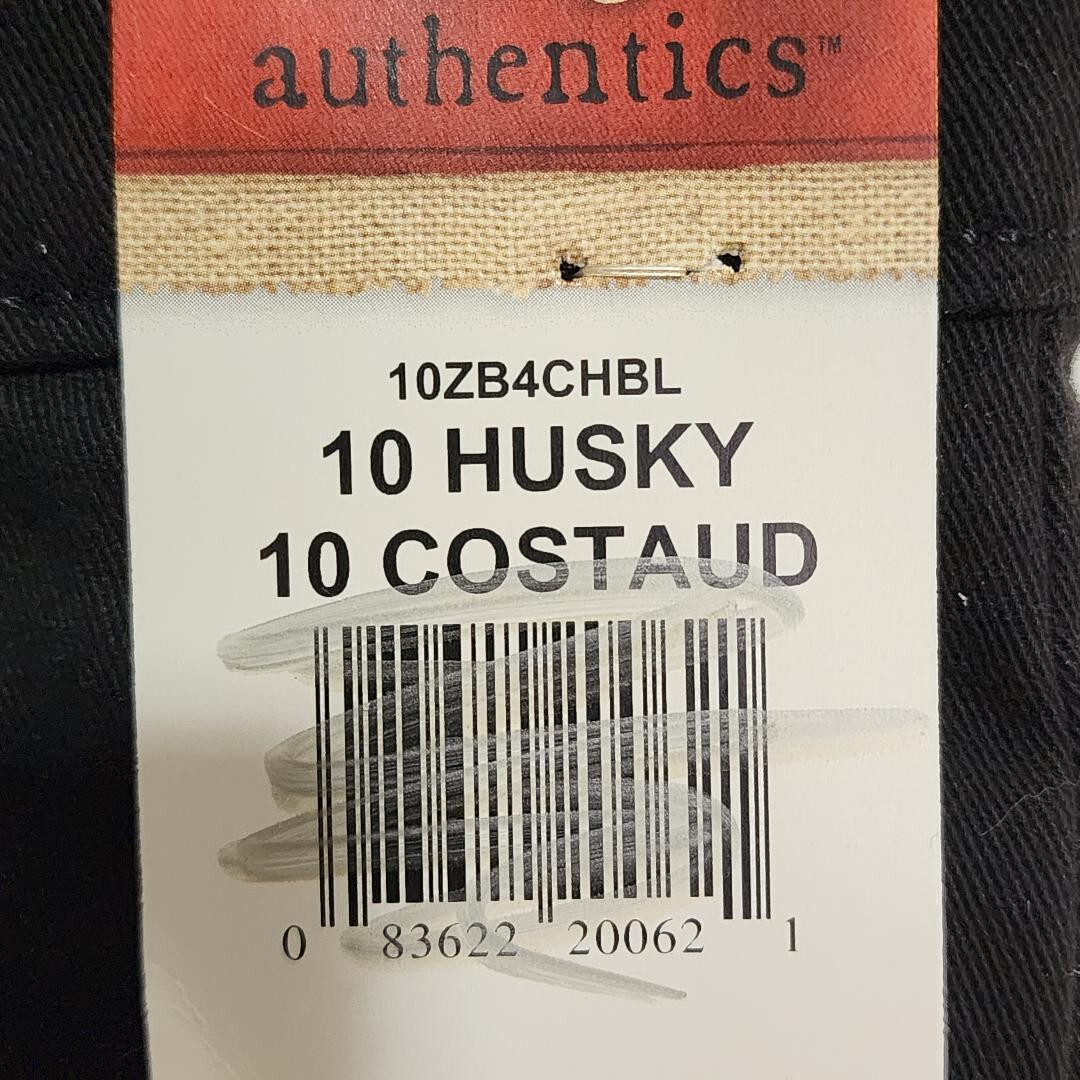 authentics™
10ZB4CHBL
10 HUSKY
10 COSTAUD
0 83622 20062 1